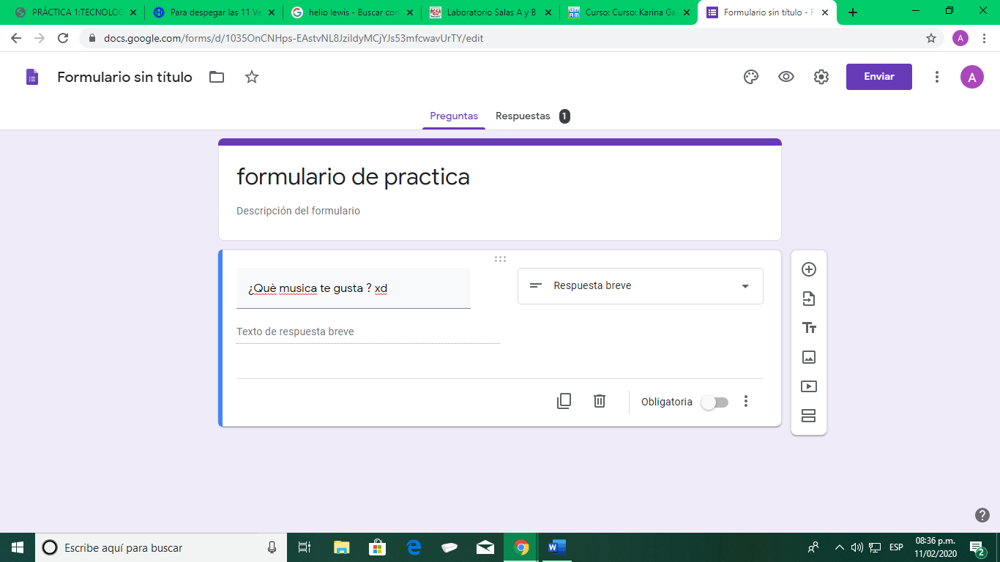 PRÁCTICA 1:TECNOLOG
Para despegar las 11 Ve
helio lewis - Buscar con
Laboratorio Salas A y B
Curso: Curso: Karina Ga
Formulario sin título - F
docs.google.com/forms/d/1035OnCNHps-EAstvNL8JziIdyMCjYJs53mfcwavUrTY/edit
A
Formulario sin título
Enviar
A
Preguntas
Respuestas
1
formulario de practica
Descripción del formulario
¿Què musica te gusta ? xd
Respuesta breve
Tt
Texto de respuesta breve
Obligatoria
Escribe aquí para buscar
ESP
08:36 p.m.
11/02/2020
2